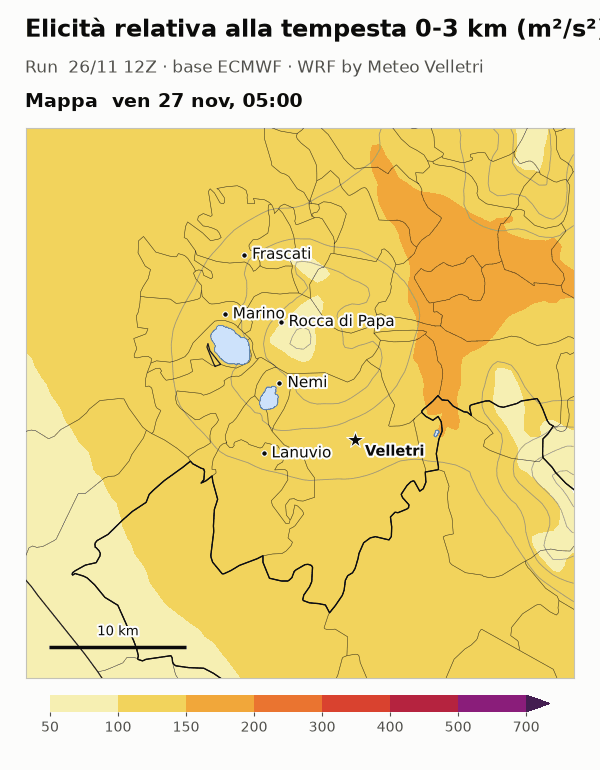 Elicità relativa alla tempesta 0-3 km (m²/s²)
Run  26/11 12Z · base ECMWF · WRF by Meteo Velletri
Mappa  ven 27 nov, 05:00
Frascati
Marino
Rocca di Papa
Nemi
Velletri
Lanuvio
10 km
50 100 150 200 300 400 500 700